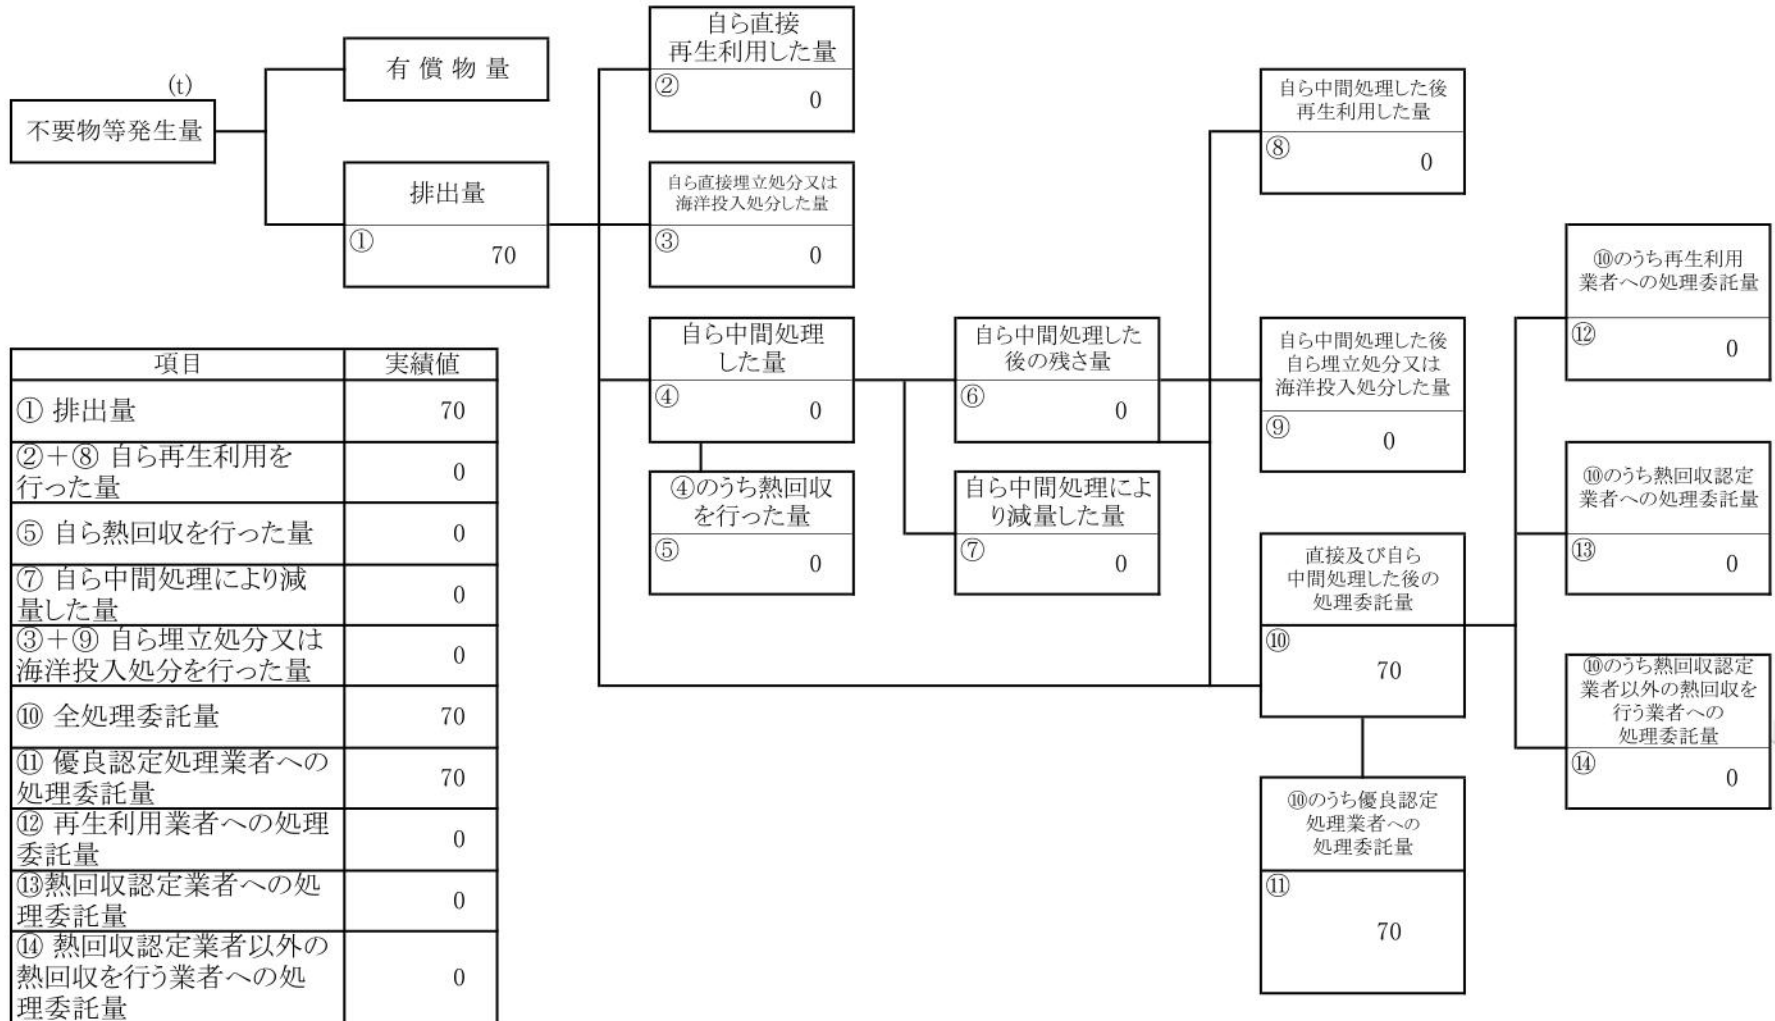 (t)
不要物等発生量
有償物量
排出量
①
70
自ら直接
再生利用した量
②
0
自ら直接埋立処分又は
海洋投入処分した量
③
0
自ら中間処理
した量
④
0
④のうち熱回収
を行った量
⑤
0
自ら中間処理した
後の残さ量
⑥
0
自ら中間処理によ
り減量した量
⑦
0
自ら中間処理した後
再生利用した量
⑧
0
自ら中間処理した後
自ら埋立処分又は
海洋投入処分した量
⑨
0
直接及び自ら
中間処理した後の
処理委託量
⑩
70
⑩のうち優良認定
処理業者への
処理委託量
⑪
70
⑩のうち再生利用
業者への処理委託量
⑫
0
⑩のうち熱回収認定
業者への処理委託量
⑬
0
⑩のうち熱回収認定
業者以外の熱回収を
行う業者への
処理委託量
⑭
0
項目 実績値
① 排出量 70
②+⑧ 自ら再生利用を
行った量 0
⑤ 自ら熱回収を行った量 0
⑦ 自ら中間処理により減
量した量 0
③+⑨ 自ら埋立処分又は
海洋投入処分を行った量 0
⑩ 全処理委託量 70
⑪ 優良認定処理業者への
処理委託量 70
⑫ 再生利用業者への処理
委託量 0
⑬熱回収認定業者への処
理委託量 0
⑭ 熱回収認定業者以外の
熱回収を行う業者への処 0
理委託量